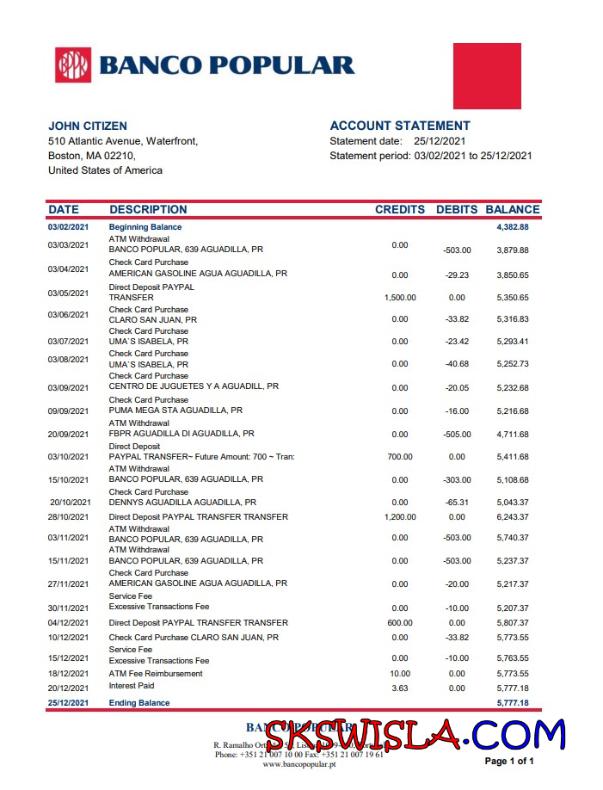 BANCO POPULAR
JOHN CITIZEN
510 Atlantic Avenue, Waterfront,
Boston, MA 02210,
United States of America
ACCOUNT STATEMENT
Statement date: 25/12/2021
Statement period: 03/02/2021 to 25/12/2021
DATE DESCRIPTION CREDITS DEBITS BALANCE
03/02/2021 Beginning Balance 4,382.88
ATM Withdrawal
03/03/2021 BANCO POPULAR, 639 AGUADILLA, PR 0.00 -503.00 3,879.88
Check Card Purchase
03/04/2021 AMERICAN GASOLINE AGUA AGUADILLA, PR 0.00 -29.23 3,850.65
Direct Deposit PAYPAL
03/05/2021 TRANSFER 1,500.00 0.00 5,350.65
Check Card Purchase
03/06/2021 CLARO SAN JUAN, PR 0.00 -33.82 5,316.83
Check Card Purchase
03/07/2021 UMA`S ISABELA, PR 0.00 -23.42 5,293.41
Check Card Purchase
03/08/2021 UMA`S ISABELA, PR 0.00 -40.68 5,252.73
Check Card Purchase
03/09/2021 CENTRO DE JUGUETES Y A AGUADILL, PR 0.00 -20.05 5,232.68
Check Card Purchase
09/09/2021 PUMA MEGA STA AGUADILLA, PR 0.00 -16.00 5,216.68
ATM Withdrawal
20/09/2021 FBPR AGUADILLA DI AGUADILLA, PR 0.00 -505.00 4,711.68
Direct Deposit
03/10/2021 PAYPAL TRANSFER~ Future Amount: 700 ~ Tran: 700.00 0.00 5,411.68
ATM Withdrawal
15/10/2021 BANCO POPULAR, 639 AGUADILLA, PR 0.00 -303.00 5,108.68
Check Card Purchase
20/10/2021 DENNYS AGUADILLA AGUADILLA, PR 0.00 -65.31 5,043.37
28/10/2021 Direct Deposit PAYPAL TRANSFER TRANSFER 1,200.00 0.00 6,243.37
ATM Withdrawal
03/11/2021 BANCO POPULAR, 639 AGUADILLA, PR 0.00 -503.00 5,740.37
ATM Withdrawal
15/11/2021 BANCO POPULAR, 639 AGUADILLA, PR 0.00 -503.00 5,237.37
Check Card Purchase
27/11/2021 AMERICAN GASOLINE AGUA AGUADILLA, PR 0.00 -20.00 5,217.37
Service Fee
30/11/2021 Excessive Transactions Fee 0.00 -10.00 5,207.37
04/12/2021 Direct Deposit PAYPAL TRANSFER TRANSFER 600.00 0.00 5,807.37
10/12/2021 Check Card Purchase CLARO SAN JUAN, PR 0.00 -33.82 5,773.55
Service Fee
15/12/2021 Excessive Transactions Fee 0.00 -10.00 5,763.55
18/12/2021 ATM Fee Reimbursement 10.00 0.00 5,773.55
20/12/2021 Interest Paid 3.63 0.00 5,777.18
25/12/2021 Ending Balance 5,777.18
SKSWISLA.COM
R. Ramalho
Phone: +351 21 007 10 00 Fax: +351 21 007 19 61
www.bancopopular.pt
Page 1 of 1